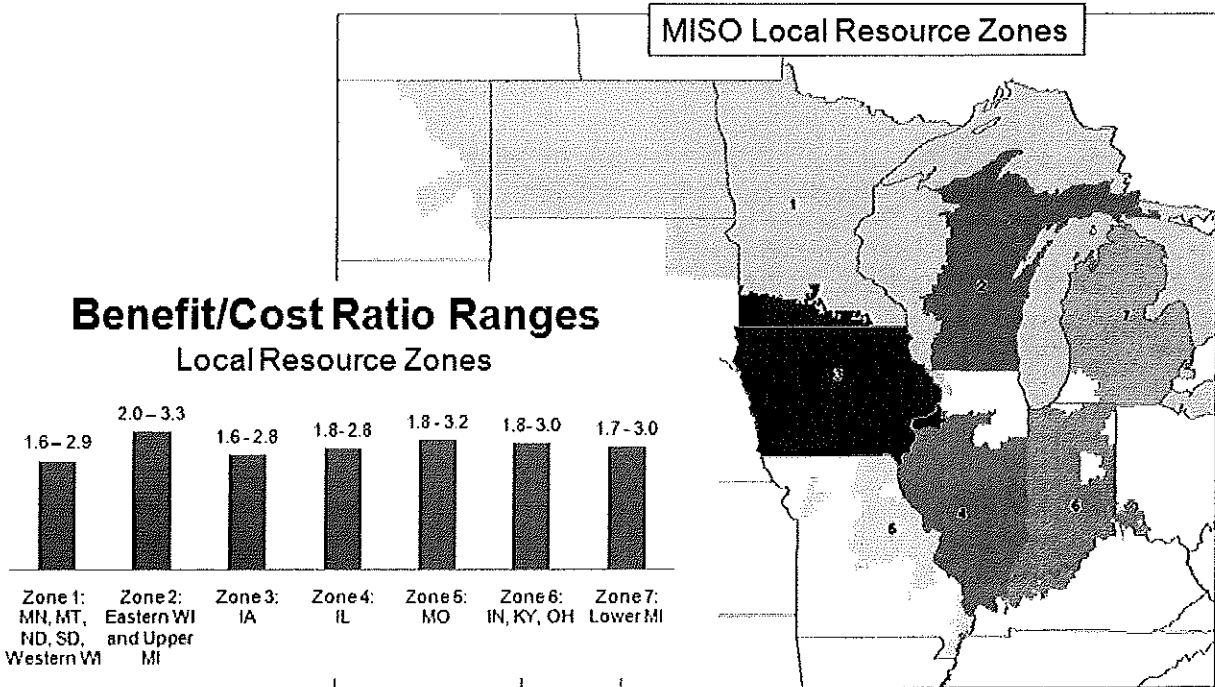 MISO Local Resource Zones
Benefit/Cost Ratio Ranges
Local Resource Zones
1.6 – 2.9
2.0 – 3.3
1.6 - 2.8
1.8 - 2.8
1.8 - 3.2
1.8 - 3.0
1.7 - 3.0
Zone 1:
MN, MT,
ND, SD,
Western WI
Zone 2:
Eastern WI
and Upper
MI
Zone 3:
IA
Zone 4:
IL
Zone 5:
MO
Zone 6:
IN, KY, OH
Zone 7:
Lower MI
1
2
7
3
5
4
6